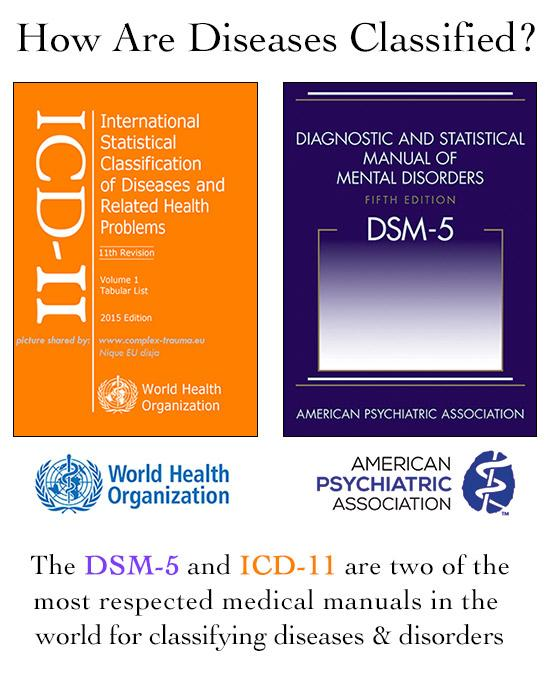 How Are Diseases Classified?
ICD-11
International
Statistical
Classification
of Diseases and
Related Health
Problems
11th Revision
Volume 1
Tabular List
2015 Edition
picture shared by: www.complex-trauma.eu
Nique EU disja
World Health
Organization
DIAGNOSTIC AND STATISTICAL
MANUAL OF
MENTAL DISORDERS
FIFTH EDITION
DSM-5
AMERICAN PSYCHIATRIC ASSOCIATION
World Health
Organization
AMERICAN
PSYCHIATRIC
ASSOCIATION
TM
The DSM-5 and ICD-11 are two of the
most respected medical manuals in the
world for classifying diseases & disorders